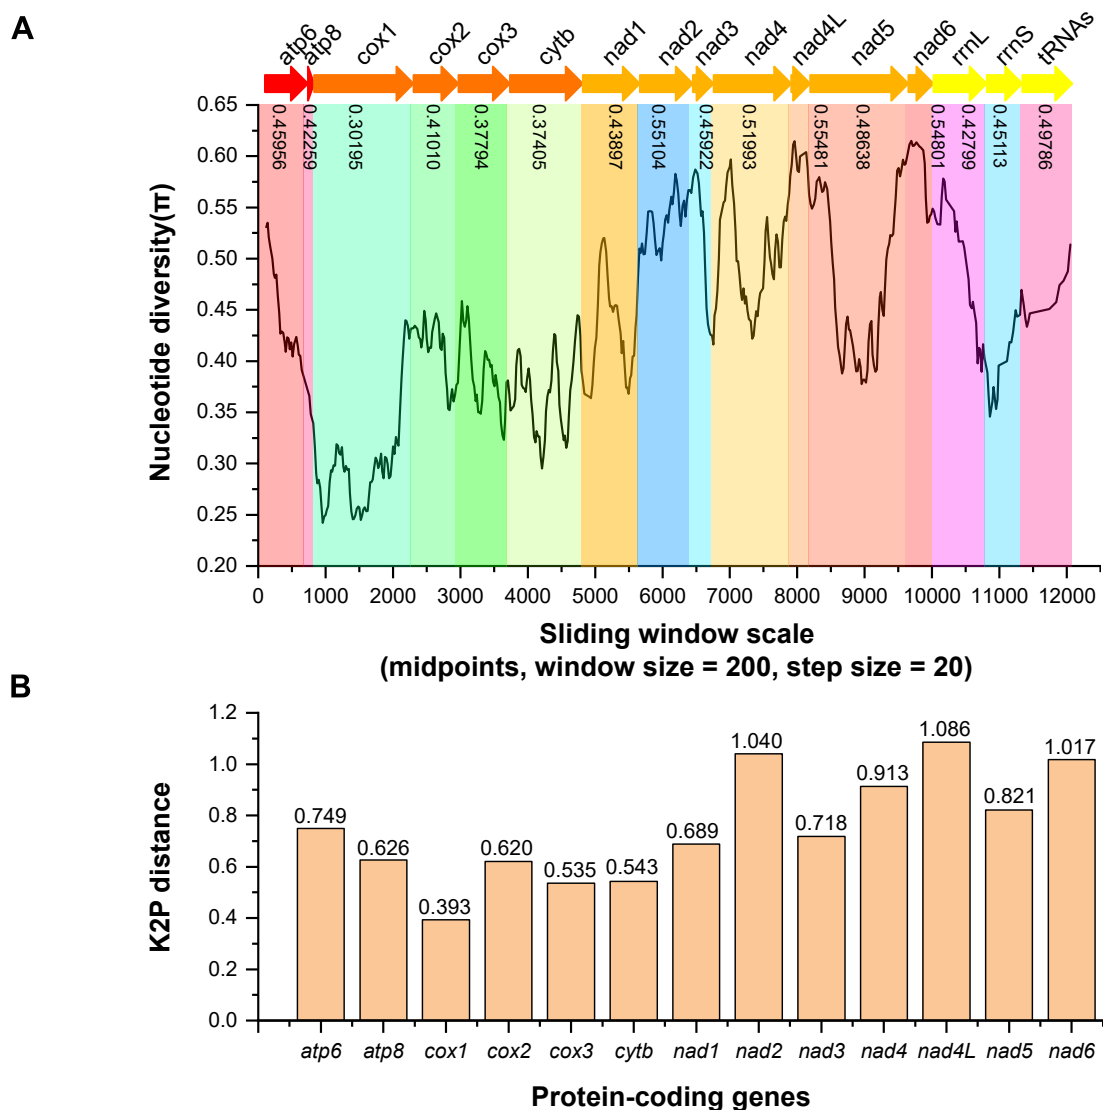 A
atp6 atp8 cox1 cox2 cox3 cytb nad1 nad2 nad3 nad4 nad4L nad5 nad6 rrnL rrnS tRNAs
0.45956 0.42259 0.30195 0.41010 0.37794 0.37405 0.43897 0.55104 0.45922 0.51993 0.55481 0.48638 0.54801 0.42799 0.45113 0.49786
Nucleotide diversity(π)
0.65
0.60
0.55
0.50
0.45
0.40
0.35
0.30
0.25
0.20
0 1000 2000 3000 4000 5000 6000 7000 8000 9000 10000 11000 12000
Sliding window scale
(midpoints, window size = 200, step size = 20)
B
K2P distance
1.2
1.0
0.8
0.6
0.4
0.2
0.0
0.749 0.626 0.393 0.620 0.535 0.543 0.689 1.040 0.718 0.913 1.086 0.821 1.017
atp6 atp8 cox1 cox2 cox3 cytb nad1 nad2 nad3 nad4 nad4L nad5 nad6
Protein-coding genes